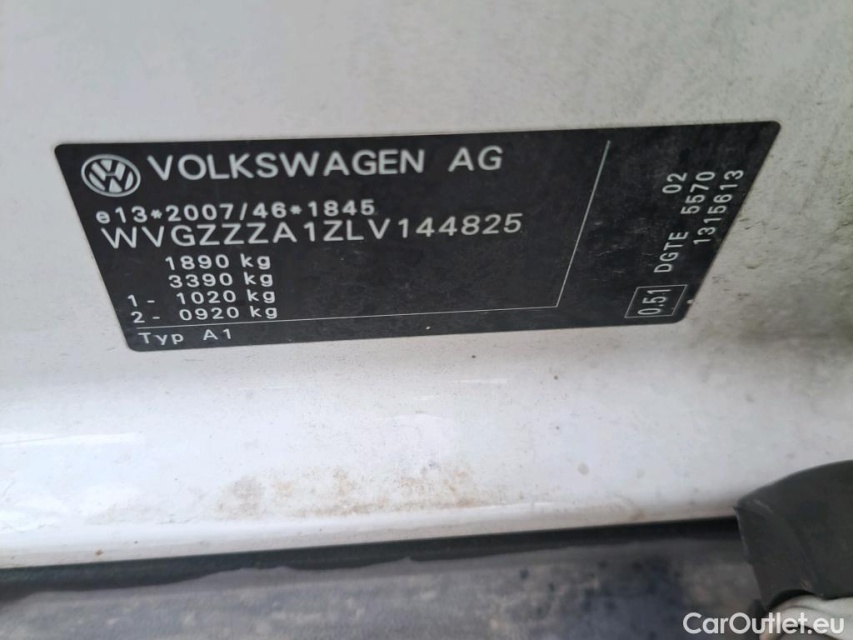 VOLKSWAGEN AG
e13*2007/46*1845
WVGZZZA1ZLV144825
1890 kg
3390 kg
1 - 1020 kg
2 - 0920 kg
Typ A1
02
DGTE 5570
1315613
0.51
CarOutlet.eu